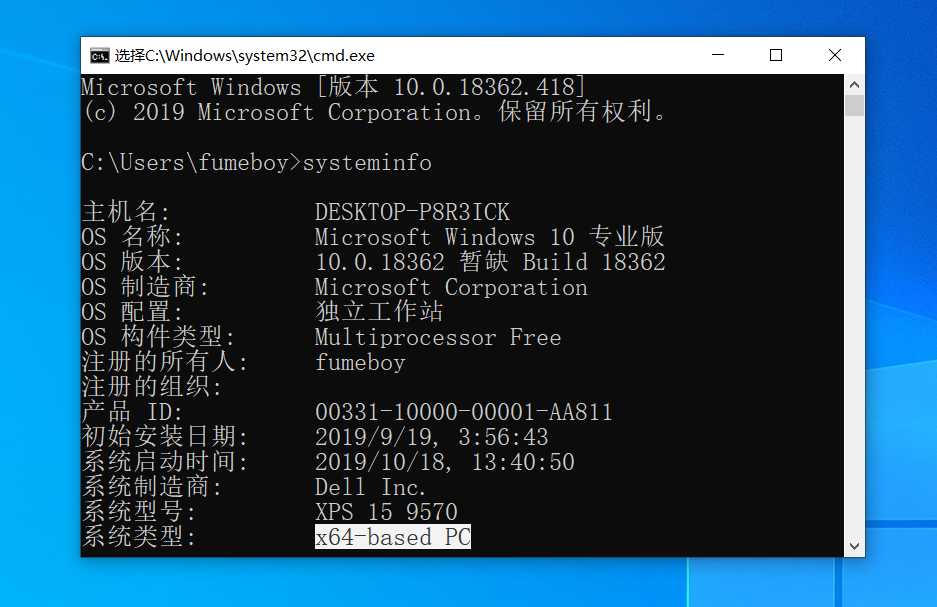 选择C:\Windows\system32\cmd.exe
Microsoft Windows [版本 10.0.18362.418]
(c) 2019 Microsoft Corporation。保留所有权利。
C:\Users\fumeboy>systeminfo
主机名: DESKTOP-P8R3ICK
OS 名称: Microsoft Windows 10 专业版
OS 版本: 10.0.18362 暂缺 Build 18362
OS 制造商: Microsoft Corporation
OS 配置: 独立工作站
OS 构件类型: Multiprocessor Free
注册的所有人: fumeboy
注册的组织:
产品 ID: 00331-10000-00001-AA811
初始安装日期: 2019/9/19, 3:56:43
系统启动时间: 2019/10/18, 13:40:50
系统制造商: Dell Inc.
系统型号: XPS 15 9570
系统类型: x64-based PC